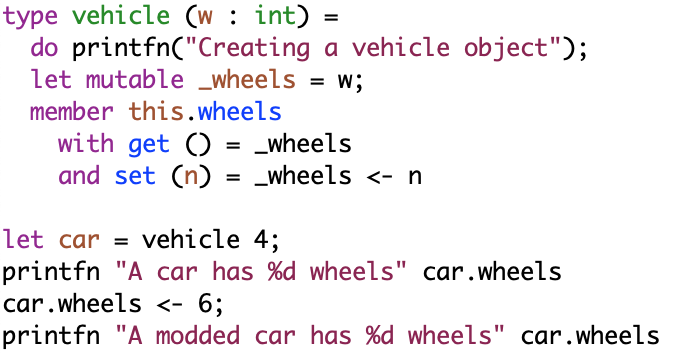 type vehicle (w : int) =
  do printfn("Creating a vehicle object");
  let mutable _wheels = w;
  member this.wheels
    with get () = _wheels
    and set (n) = _wheels <- n

let car = vehicle 4;
printfn "A car has %d wheels" car.wheels
car.wheels <- 6;
printfn "A modded car has %d wheels" car.wheels